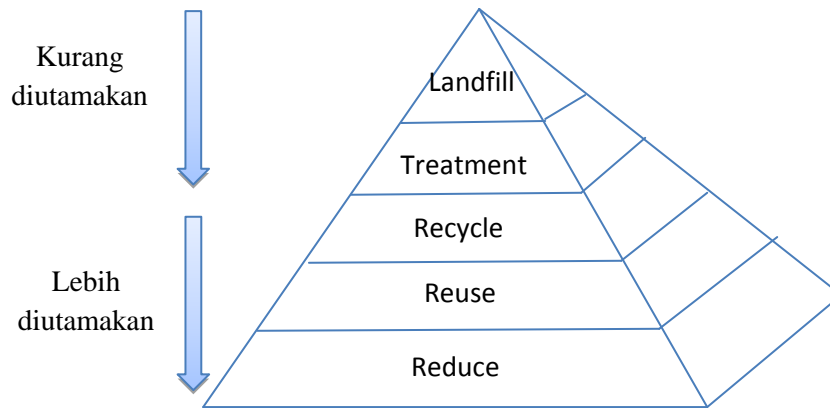 Kurang
diutamakan
Lebih
diutamakan
Landfill
Treatment
Recycle
Reuse
Reduce